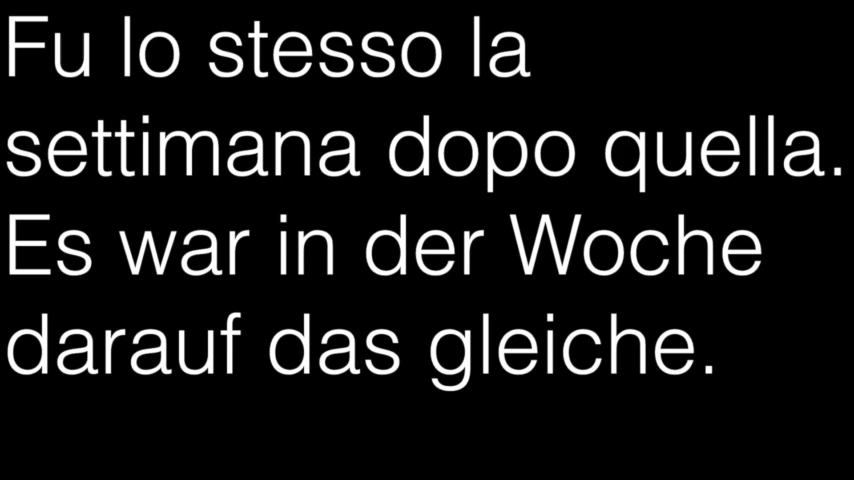 Fu lo stesso la
settimana dopo quella.
Es war in der Woche
darauf das gleiche.